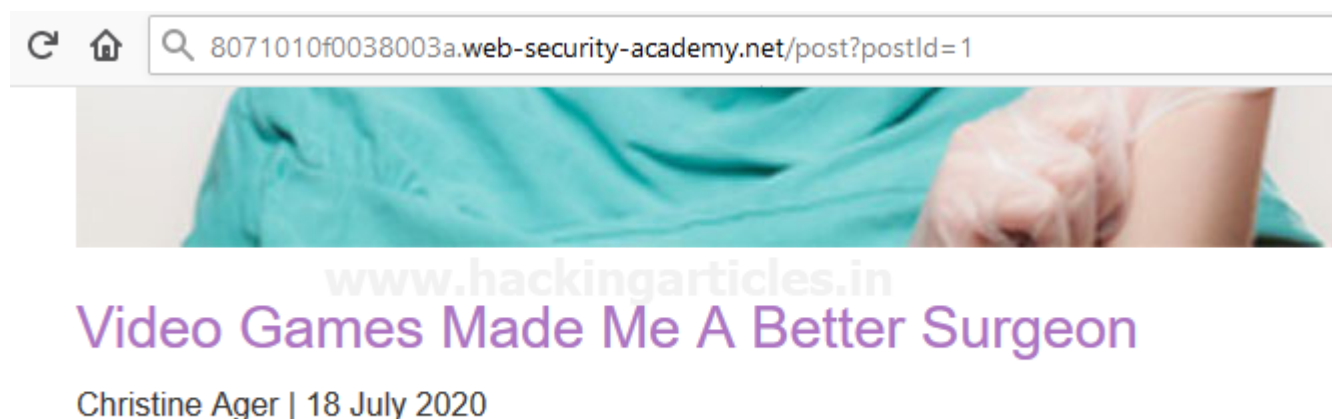 8071010f0038003a.web-security-academy.net/post?postId=1
www.hackingarticles.in
Video Games Made Me A Better Surgeon
Christine Ager | 18 July 2020